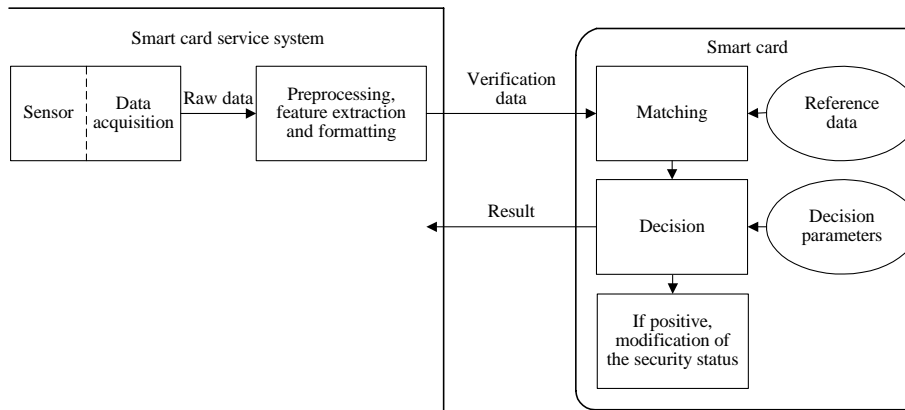 Smart card service system
Smart card
Sensor
Data
acquisition
Raw data
Preprocessing,
feature extraction
and formatting
Verification
data
Matching
Reference
data
Result
Decision
Decision
parameters
If positive,
modification of
the security status